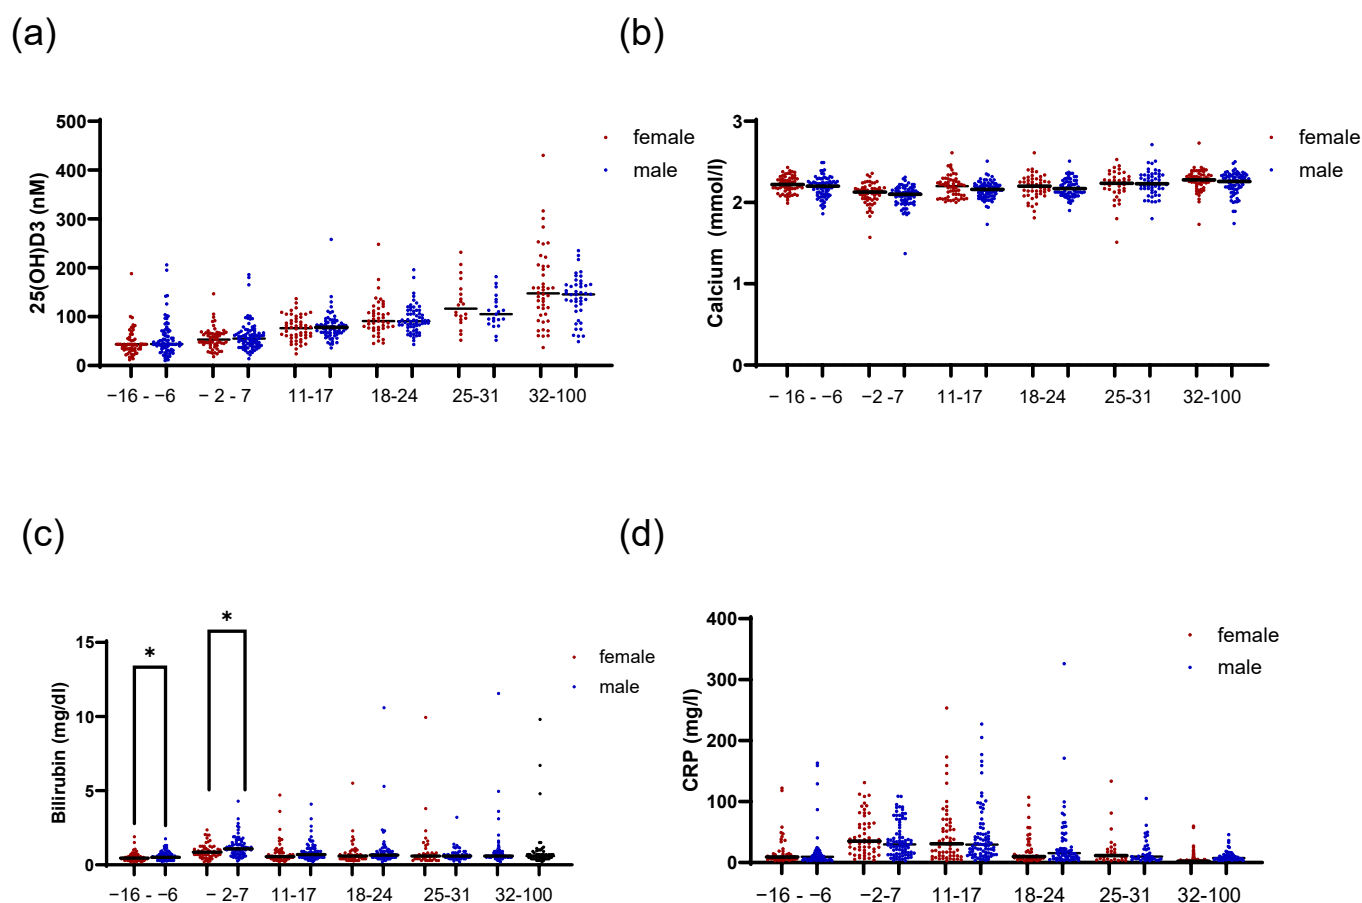 (a)
500
400
300
200
100
0
25(OH)D3 (nM)
female
male
−16 - −6
− 2 - 7
11-17
18-24
25-31
32-100
(b)
3
2
1
0
Calcium (mmol/l)
female
male
− 16 - −6
−2 -7
11-17
18-24
25-31
32-100
(c)
15
10
5
0
Bilirubin (mg/dl)
*
*
female
male
−16 - −6
− 2-7
11-17
18-24
25-31
32-100
(d)
400
300
200
100
0
CRP (mg/l)
female
male
−16 - −6
−2-7
11-17
18-24
25-31
32-100